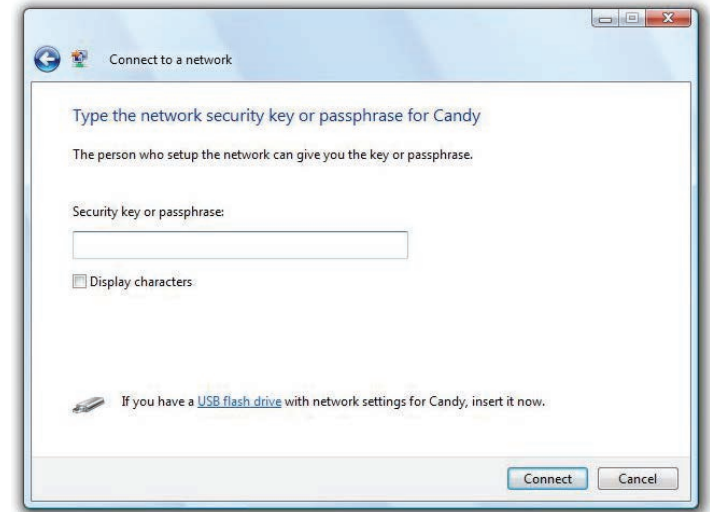 Connect to a network
Type the network security key or passphrase for Candy
The person who setup the network can give you the key or passphrase.
Security key or passphrase:
Display characters
If you have a USB flash drive with network settings for Candy, insert it now.
Connect Cancel